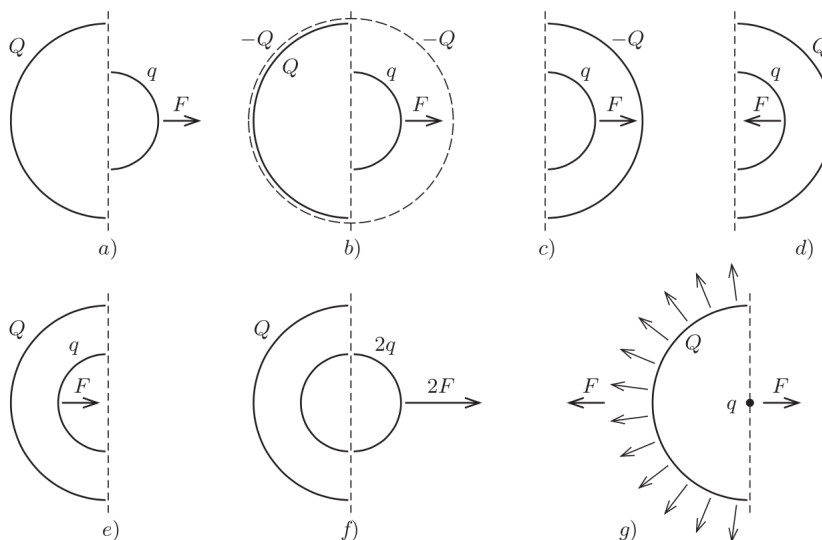 Q q F
−Q −Q Q q F
−Q q F
Q q F
a) b) c) d)
Q q F
Q 2q 2F
F Q q F
e) f) g)